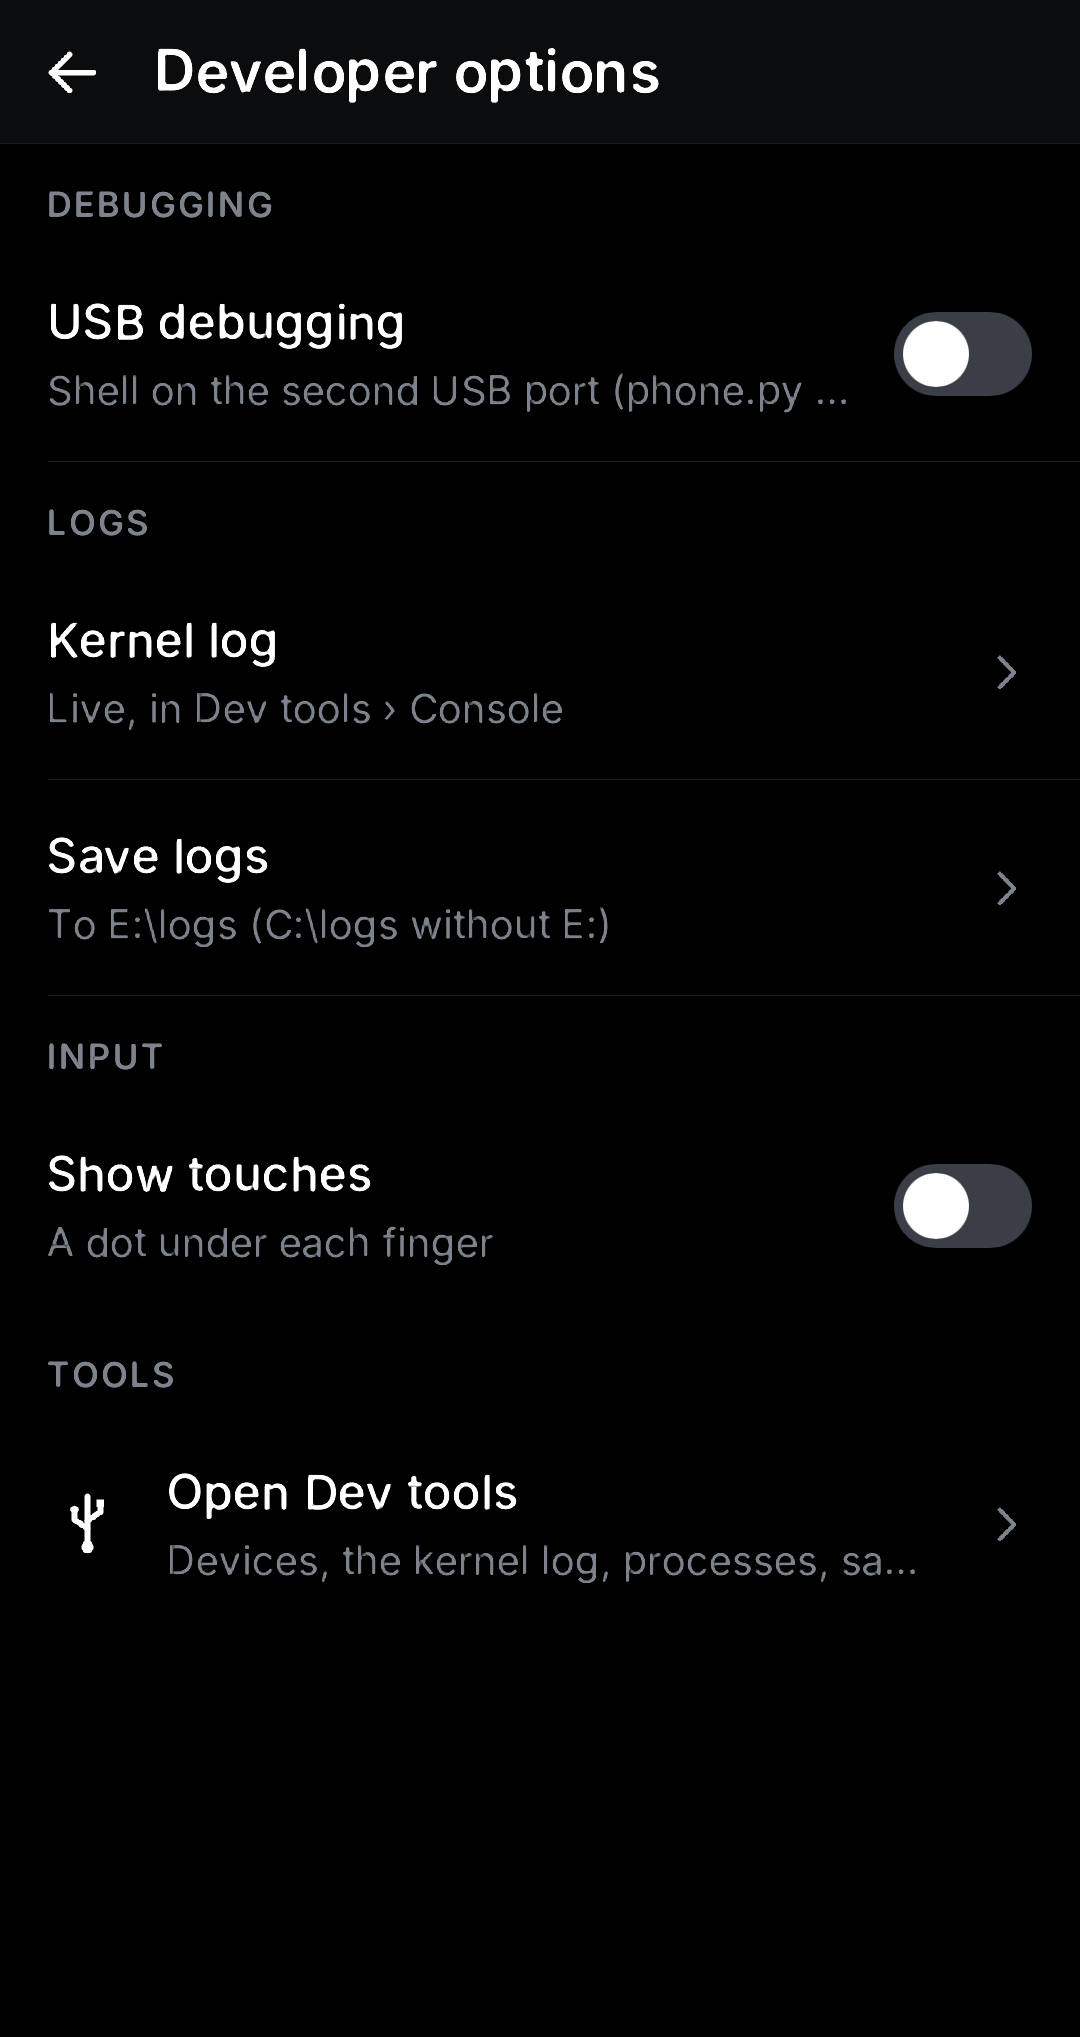 Developer options
DEBUGGING
USB debugging
Shell on the second USB port (phone.py ...
LOGS
Kernel log
Live, in Dev tools › Console
Save logs
To E:\logs (C:\logs without E:)
INPUT
Show touches
A dot under each finger
TOOLS
Open Dev tools
Devices, the kernel log, processes, sa...